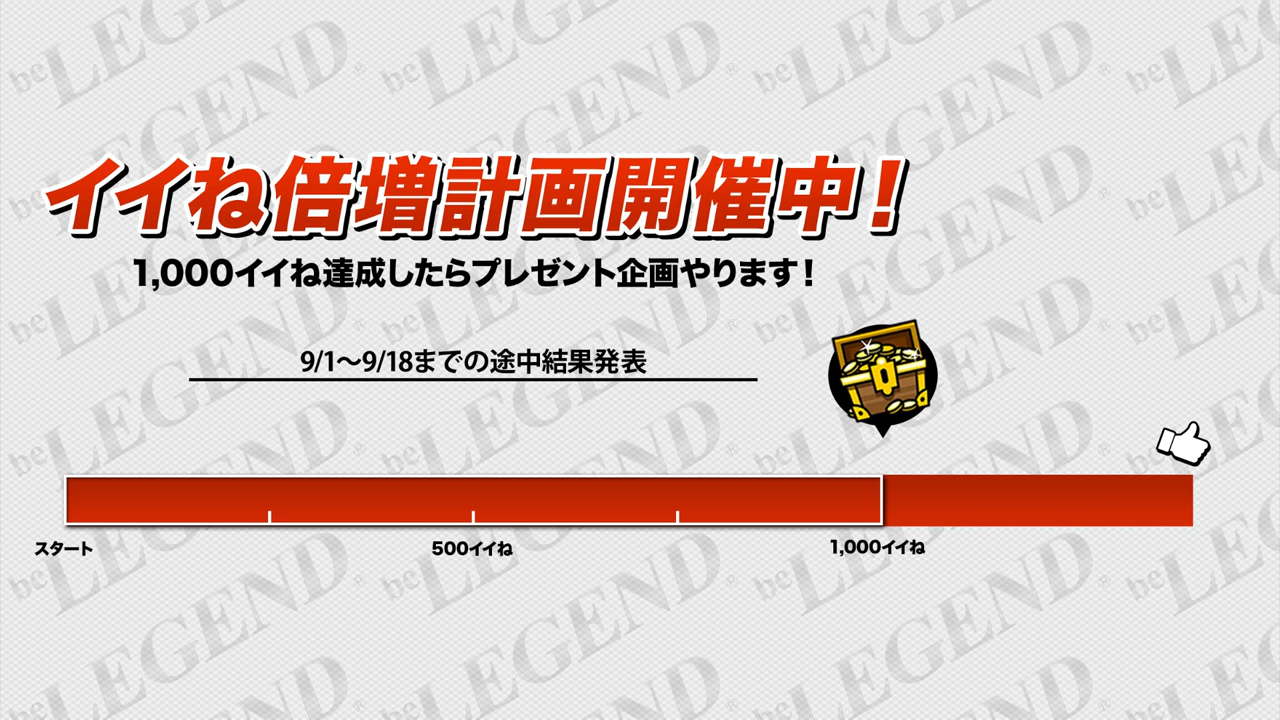 イイね倍増計画開催中!
1,000イイね達成したらプレゼント企画やります!
9/1〜9/18までの途中結果発表
スタート
500イイね
1,000イイね
beLEGEND®